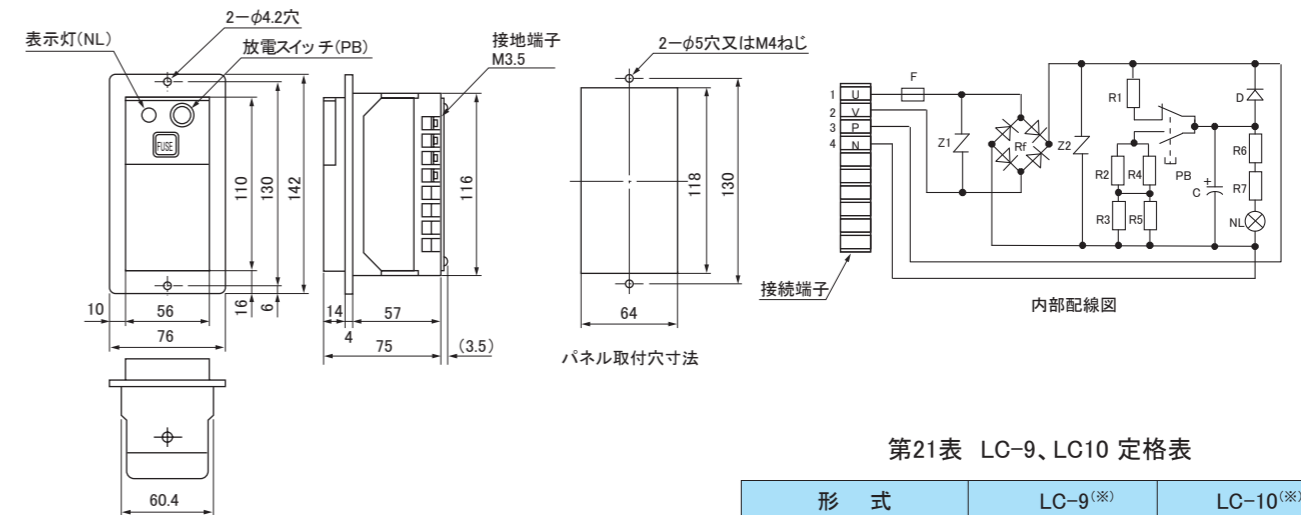 2-φ4.2穴
表示灯(NL)
放電スイッチ(PB)
接地端子
M3.5
FUSE
110
130
142
10
56
16
6
76
60.4
116
14
57
4
75
(3.5)
2-φ5穴又はM4ねじ
118
130
64
パネル取付穴寸法
1 U
2 V
3 P
4 N
F
Z1
Rf
Z2
R1
R2
R4
R3
R5
PB
+
C
D
R6
R7
NL
接続端子
内部配線図
第21表 LC-9、LC10 定格表
形 式 LC-9(※) LC-10(※)